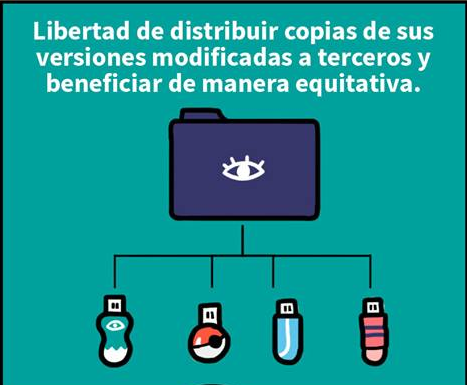 Libertad de distribuir copias de sus
versiones modificadas a terceros y
beneficiar de manera equitativa.